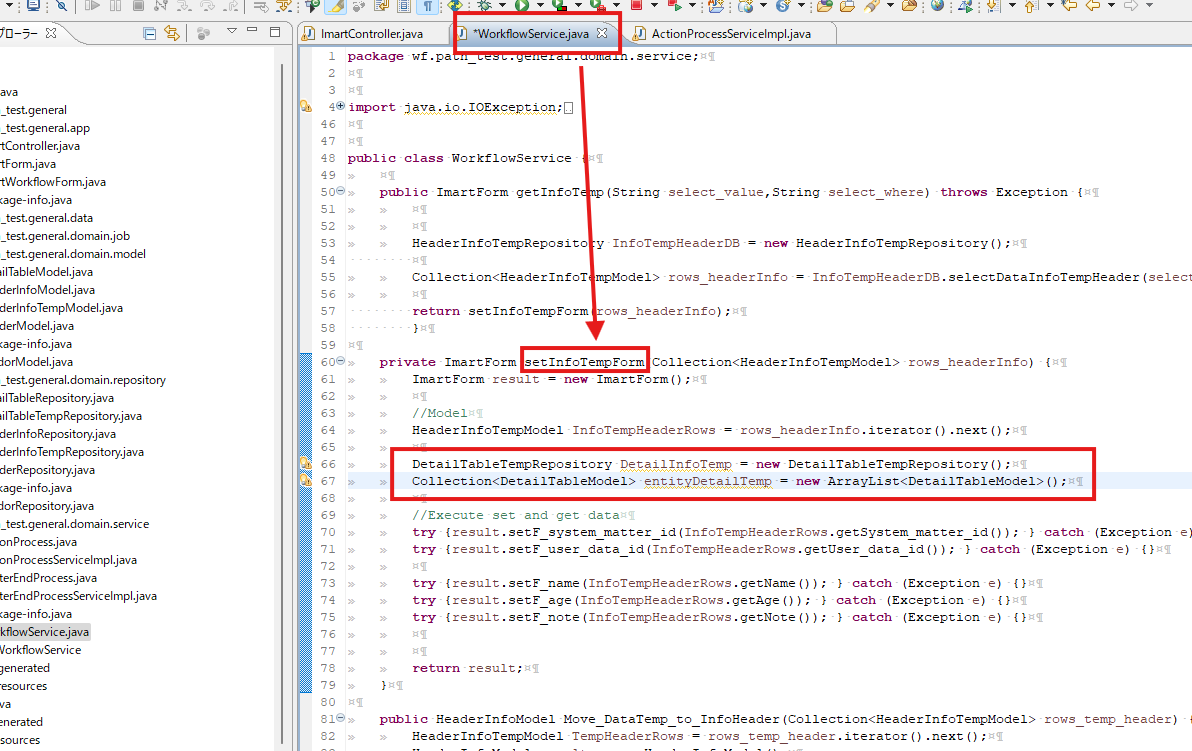 プローラー
ImartController.java
*WorkflowService.java
ActionProcessServiceImpl.java
ava
_test.general
_test.general.app
rtController.java
rtForm.java
rtWorkflowForm.java
kage-info.java
_test.general.data
_test.general.domain.job
_test.general.domain.model
ailTableModel.java
derInfoModel.java
derInfoTempModel.java
derModel.java
kage-info.java
dorModel.java
_test.general.domain.repository
ailTableRepository.java
ailTableTempRepository.java
derInfoRepository.java
derInfoTempRepository.java
derRepository.java
kage-info.java
dorRepository.java
_test.general.domain.service
onProcess.java
onProcessServiceImpl.java
terEndProcess.java
terEndProcessServiceImpl.java
kage-info.java
kflowService.java
WorkflowService
generated
resources
va
enerated
sources
1 package wf.path_test.general.domain.service;
2
3
4 import java.io.IOException;
46
47
48 public class WorkflowService {
49
50 public ImartForm getInfoTemp(String select_value,String select_where) throws Exception {
51
52
53 HeaderInfoTempRepository InfoTempHeaderDB = new HeaderInfoTempRepository();
54
55 Collection<HeaderInfoTempModel> rows_headerInfo = InfoTempHeaderDB.selectDataInfoTempHeader(selec
56
57 return setInfoTempForm(rows_headerInfo);
58 }
59
60 private ImartForm setInfoTempForm(Collection<HeaderInfoTempModel> rows_headerInfo) {
61 ImartForm result = new ImartForm();
62
63 //Model
64 HeaderInfoTempModel InfoTempHeaderRows = rows_headerInfo.iterator().next();
65
66 DetailTableTempRepository DetailInfoTemp = new DetailTableTempRepository();
67 Collection<DetailTableModel> entityDetailTemp = new ArrayList<DetailTableModel>();
68
69 //Execute set and get data
70 try {result.setF_system_matter_id(InfoTempHeaderRows.getSystem_matter_id()); } catch (Exception e)
71 try {result.setF_user_data_id(InfoTempHeaderRows.getUser_data_id()); } catch (Exception e) {}
72
73 try {result.setF_name(InfoTempHeaderRows.getName()); } catch (Exception e) {}
74 try {result.setF_age(InfoTempHeaderRows.getAge()); } catch (Exception e) {}
75 try {result.setF_note(InfoTempHeaderRows.getNote()); } catch (Exception e) {}
76
77
78 return result;
79 }
80
81 public HeaderInfoModel Move_DataTemp_to_InfoHeader(Collection<HeaderInfoTempModel> rows_temp_header) {
82 HeaderInfoTempModel TempHeaderRows = rows_temp_header.iterator().next();